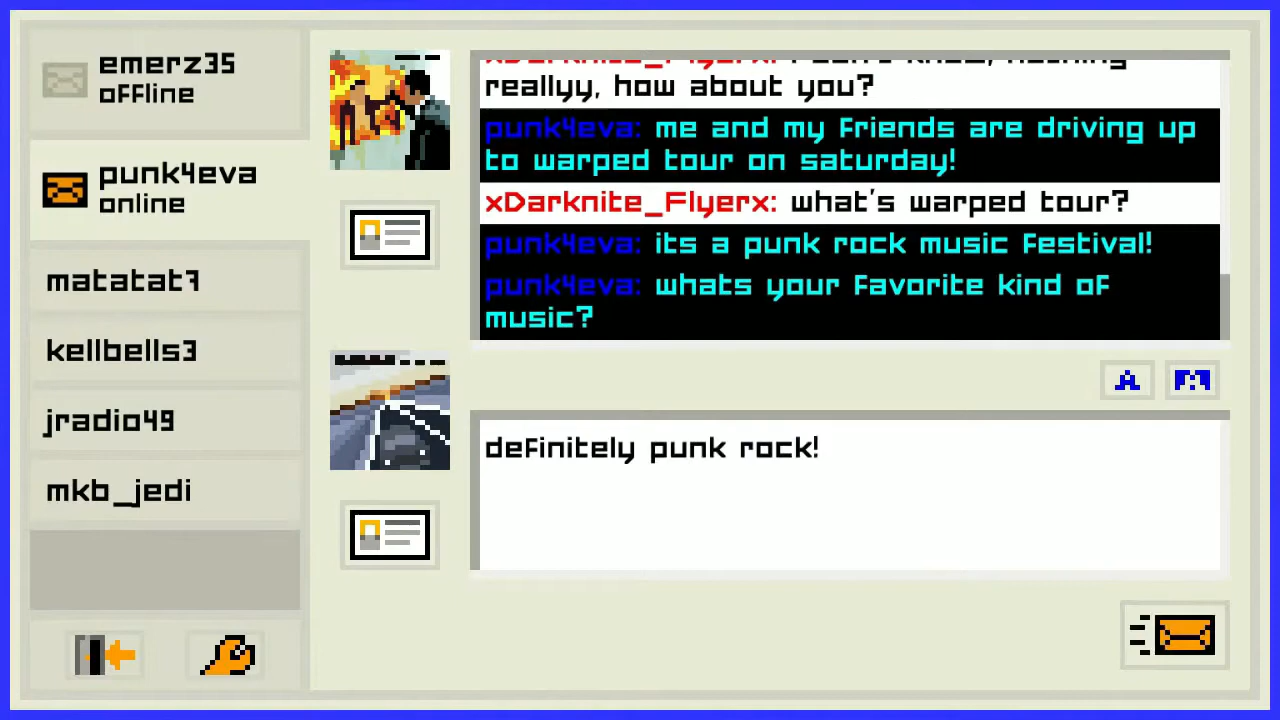 emerz35
offline
punk4eva
online
matatat7
kellbells3
jradio49
mkb_jedi
reallyy, how about you?
punk4eva: me and my friends are driving up
to warped tour on saturday!
xDarknite_Flyerx: what's warped tour?
punk4eva: its a punk rock music festival!
punk4eva: whats your favorite kind of
music?
A
definitely punk rock!